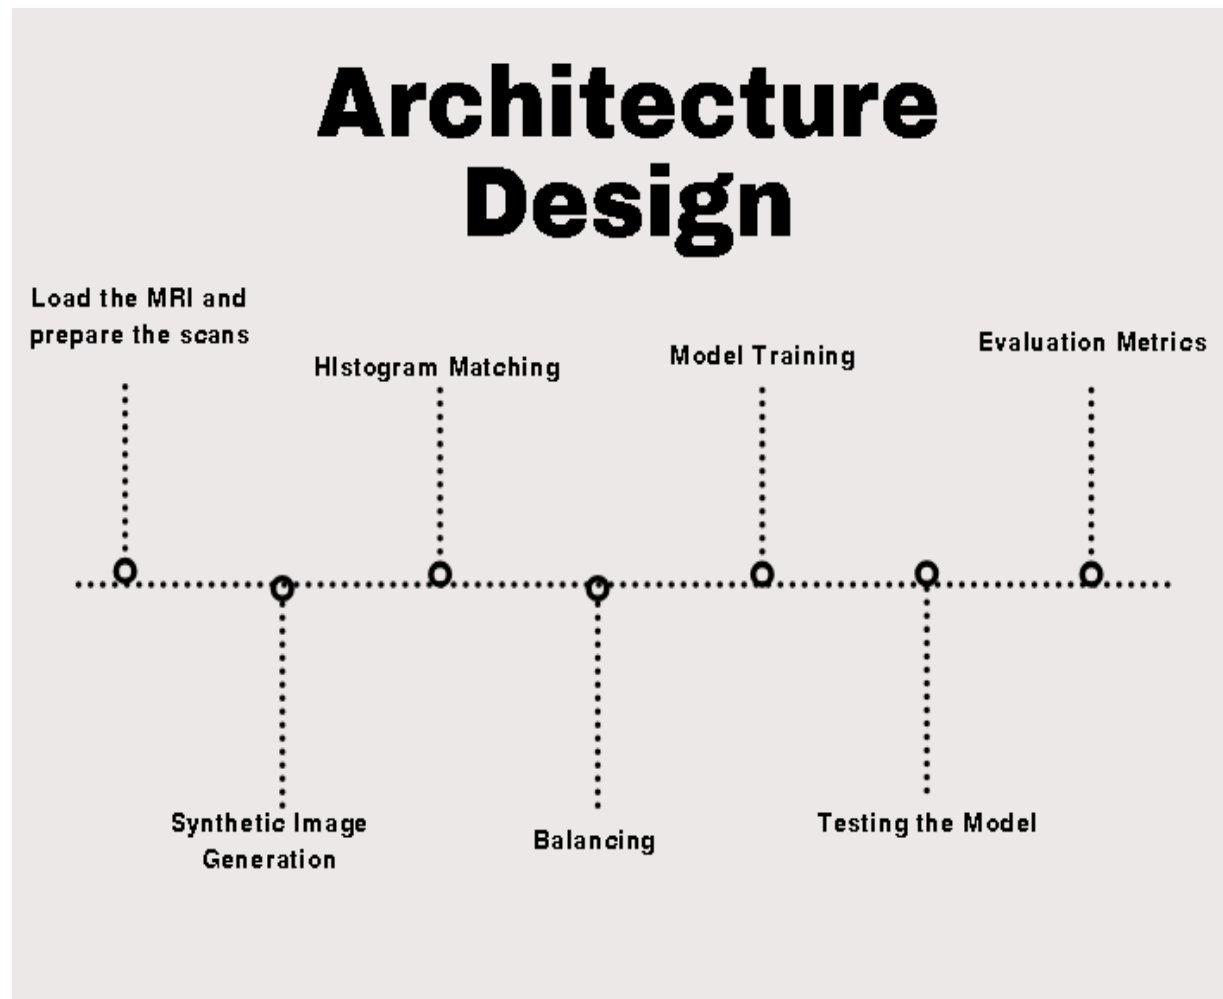 Architecture
Design
Load the MRI and
prepare the scans
Synthetic Image
Generation
HIstogram Matching
Balancing
Model Training
Testing the Model
Evaluation Metrics